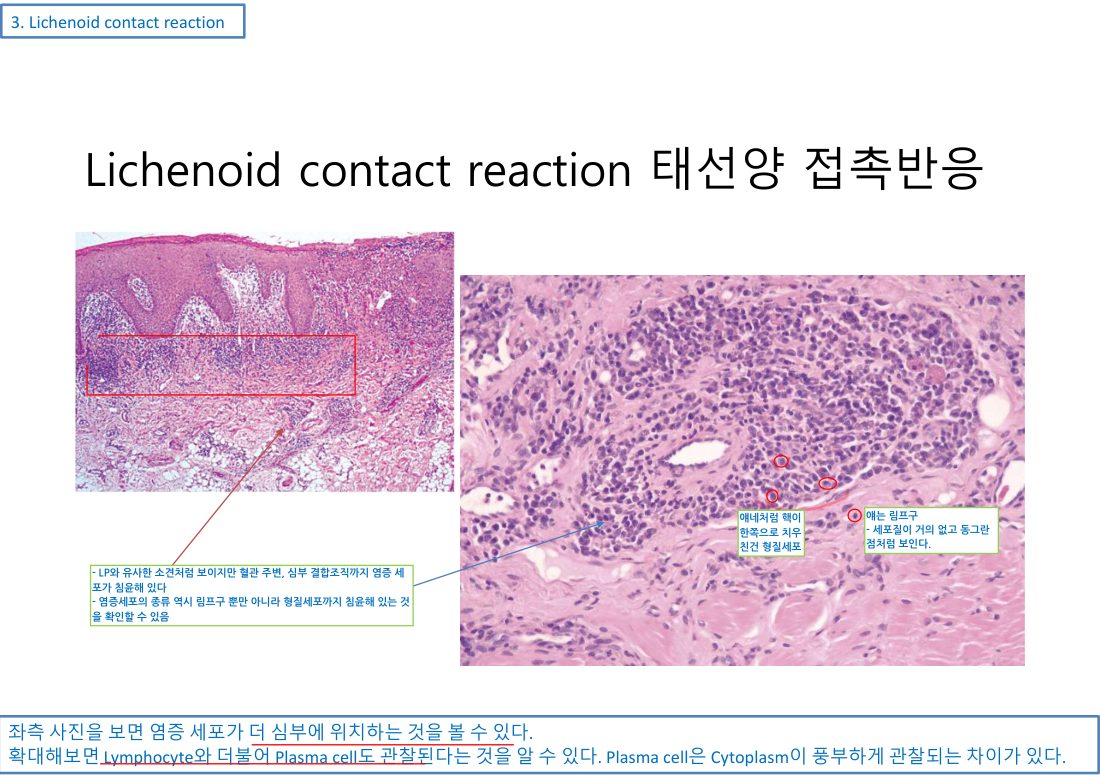 3. Lichenoid contact reaction
Lichenoid contact reaction 태선양 접촉반응
얘네처럼 핵이
한쪽으로 치우
친건 형질세포
얘는 림프구
- 세포질이 거의 없고 동그란
점처럼 보인다.
- LP와 유사한 소견처럼 보이지만 혈관 주변, 심부 결합조직까지 염증 세
포가 침윤해 있다
- 염증세포의 종류 역시 림프구 뿐만 아니라 형질세포까지 침윤해 있는 것
을 확인할 수 있음
좌측 사진을 보면 염증 세포가 더 심부에 위치하는 것을 볼 수 있다.
확대해보면 Lymphocyte와 더불어 Plasma cell도 관찰된다는 것을 알 수 있다. Plasma cell은 Cytoplasm이 풍부하게 관찰되는 차이가 있다.